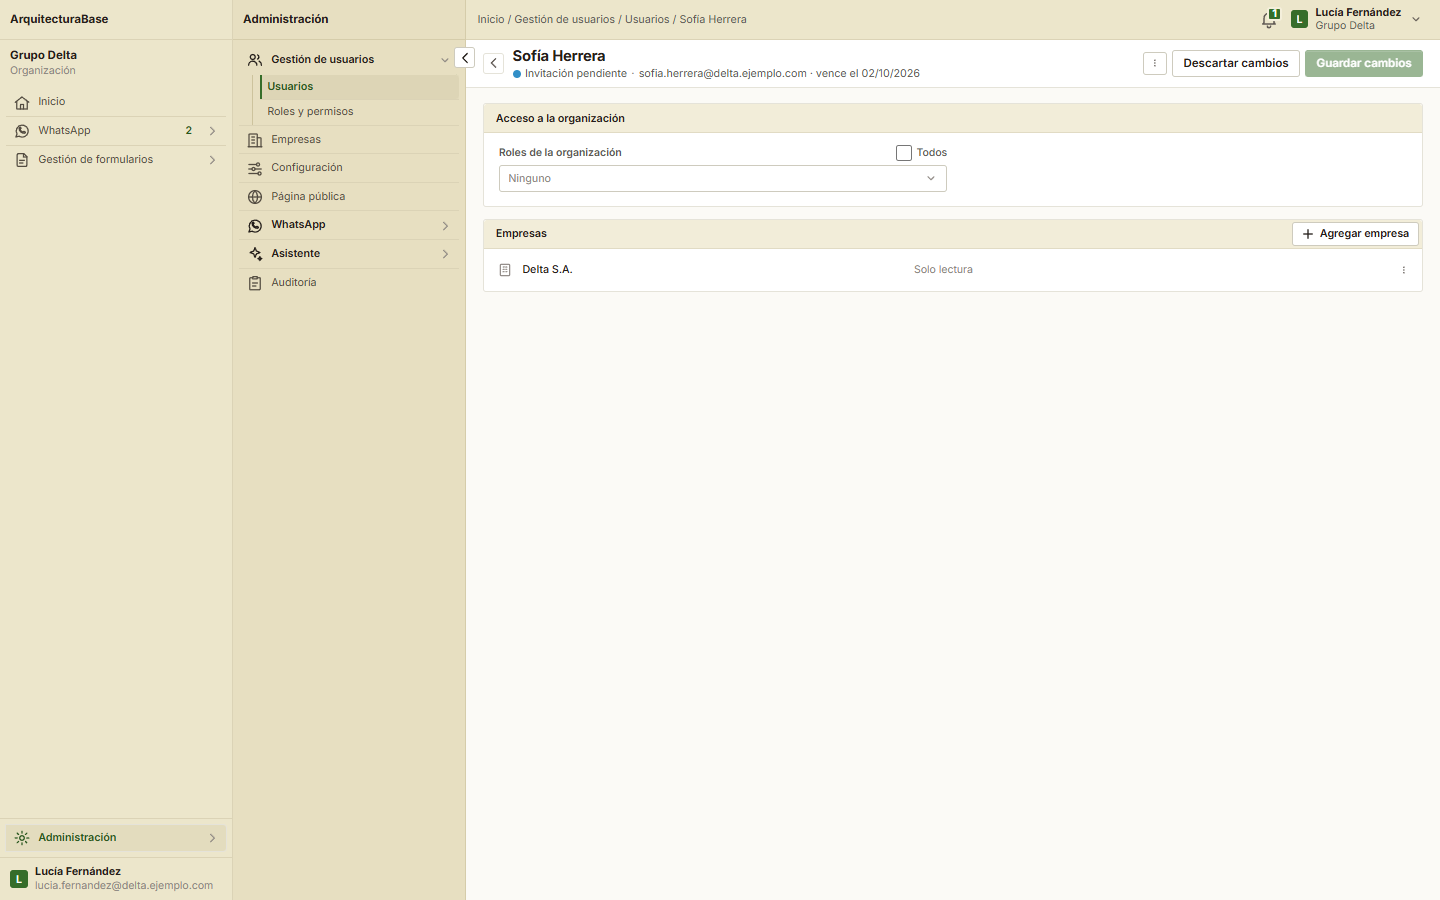 ArquitecturaBase
Grupo Delta
Organización
Inicio
WhatsApp 2
Gestión de formularios
Administración
L
Lucía Fernández
lucia.fernandez@delta.ejemplo.com
Administración
Gestión de usuarios
Usuarios
Roles y permisos
Empresas
Configuración
Página pública
WhatsApp
Asistente
Auditoría
Inicio / Gestión de usuarios / Usuarios / Sofía Herrera
1
L
Lucía Fernández
Grupo Delta
Sofía Herrera
Invitación pendiente · sofia.herrera@delta.ejemplo.com · vence el 02/10/2026
Descartar cambios
Guardar cambios
Acceso a la organización
Roles de la organización
Todos
Ninguno
Empresas
Agregar empresa
Delta S.A.
Solo lectura